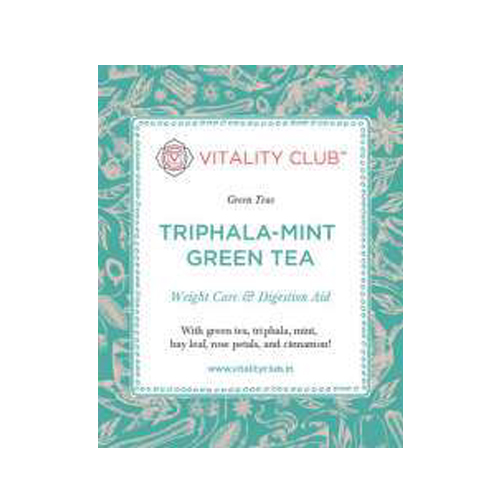 VITALITY CLUB™
Green Teas
TRIPHALA-MINT
GREEN TEA
Weight Care & Digestion Aid
With green tea, triphala, mint,
bay leaf, rose petals, and cinnamon!
www.vitalityclub.in